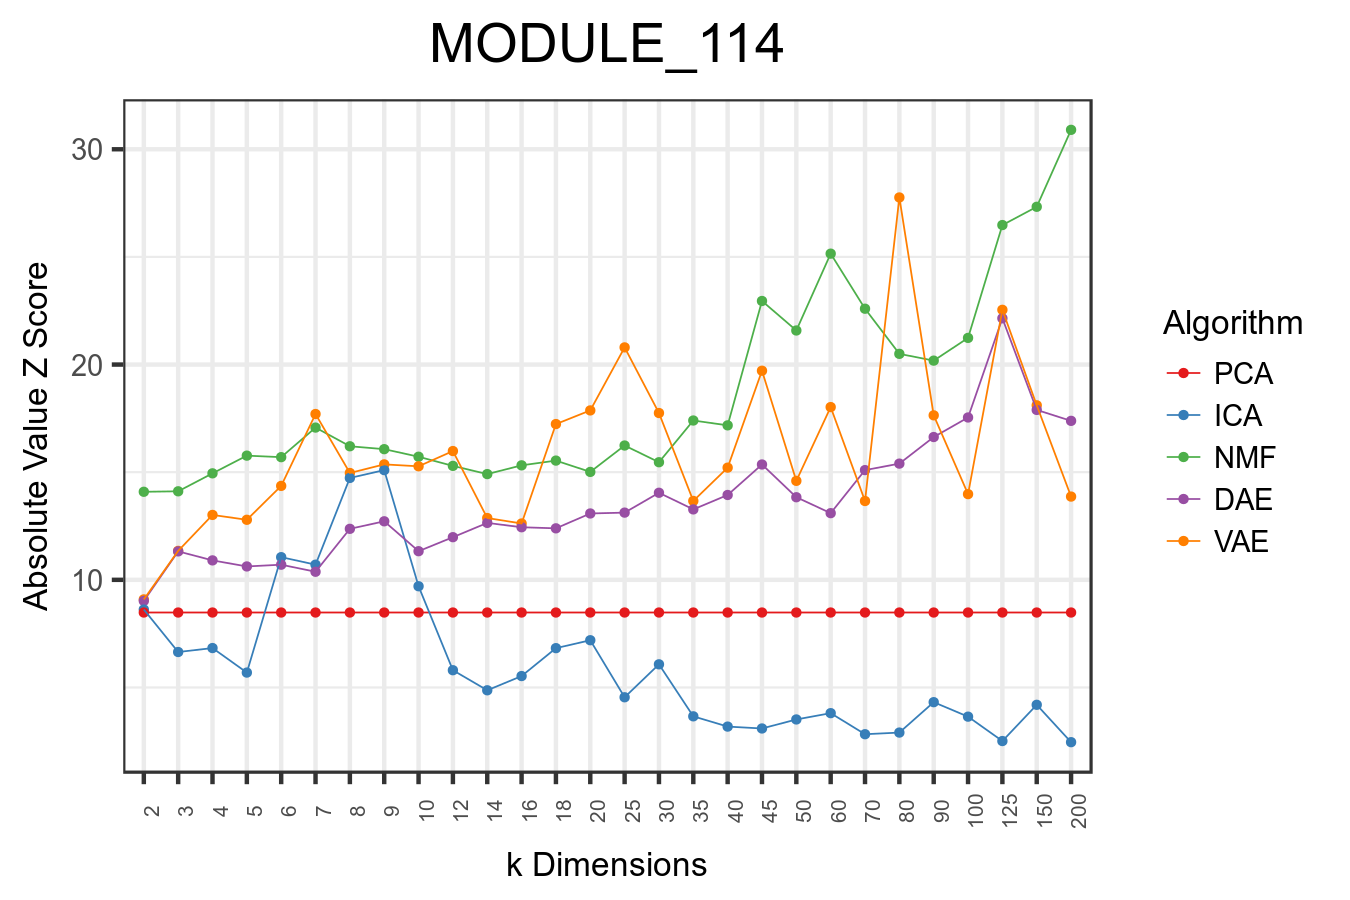 MODULE_114
Absolute Value Z Score
30
20
10
2 3 4 5 6 7 8 9 10 12 14 16 18 20 25 30 35 40 45 50 60 70 80 90 100 125 150 200
k Dimensions
Algorithm
PCA
ICA
NMF
DAE
VAE